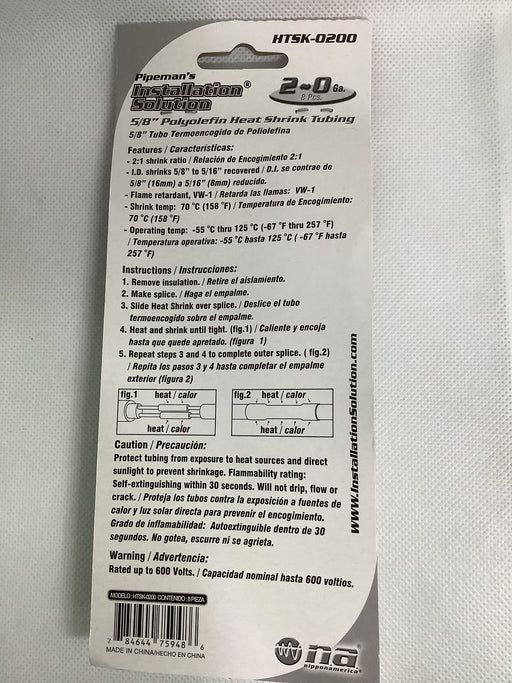 HTSK-0200
Pipeman's
Installation®
Solution
2~0 Ga.
8 Pcs.
5/8" Polyolefin Heat Shrink Tubing
5/8" Tubo Termoencogido de Poliolefina
Features / Características:
- 2:1 shrink ratio / Relación de Encogimiento 2:1
- I.D. shrinks 5/8" to 5/16" recovered / D.I. se contrae de
5/8" (16mm) a 5/16" (8mm) reducido.
- Flame retardant, VW-1 / Retarda las llamas: VW-1
- Shrink temp: 70 °C (158 °F) / Temperatura de Encogimiento:
70 °C (158 °F)
- Operating temp: -55 °C thru 125 °C (-67 °F thru 257 °F)
/ Temperatura operativa: -55 °C hasta 125 °C ( -67 °F hasta
257 °F)
Instructions / Instrucciones:
1. Remove insulation. / Retire el aislamiento.
2. Make splice. / Haga el empalme.
3. Slide Heat Shrink over splice. / Deslice el tubo
termoencogido sobre el empalme.
4. Heat and shrink until tight. (fig.1) / Caliente y encoja
hasta que quede apretado. (figura 1)
5. Repeat steps 3 and 4 to complete outer splice. ( fig.2)
/ Repita los pasos 3 y 4 hasta completar el empalme
exterior (figura 2)
fig.1 heat / calor
heat / calor
fig.2 heat / calor
heat / calor
Caution / Precaución:
Protect tubing from exposure to heat sources and direct
sunlight to prevent shrinkage. Flammability rating:
Self-extinguishing within 30 seconds. Will not drip, flow or
crack. / Proteja los tubos contra la exposición a fuentes de
calor y luz solar directa para prevenir el encogimiento.
Grado de inflamabilidad: Autoextinguible dentro de 30
segundos. No gotea, escurre ni se agrieta.
Warning / Advertencia:
Rated up to 600 Volts. / Capacidad nominal hasta 600 voltios.
www.InstallationSolution.com
MODELO: HTSK-0200 CONTENIDO: 8 PIEZA
7 84644 75948 6
MADE IN CHINA/HECHO EN CHINA
na
nipponamerica®